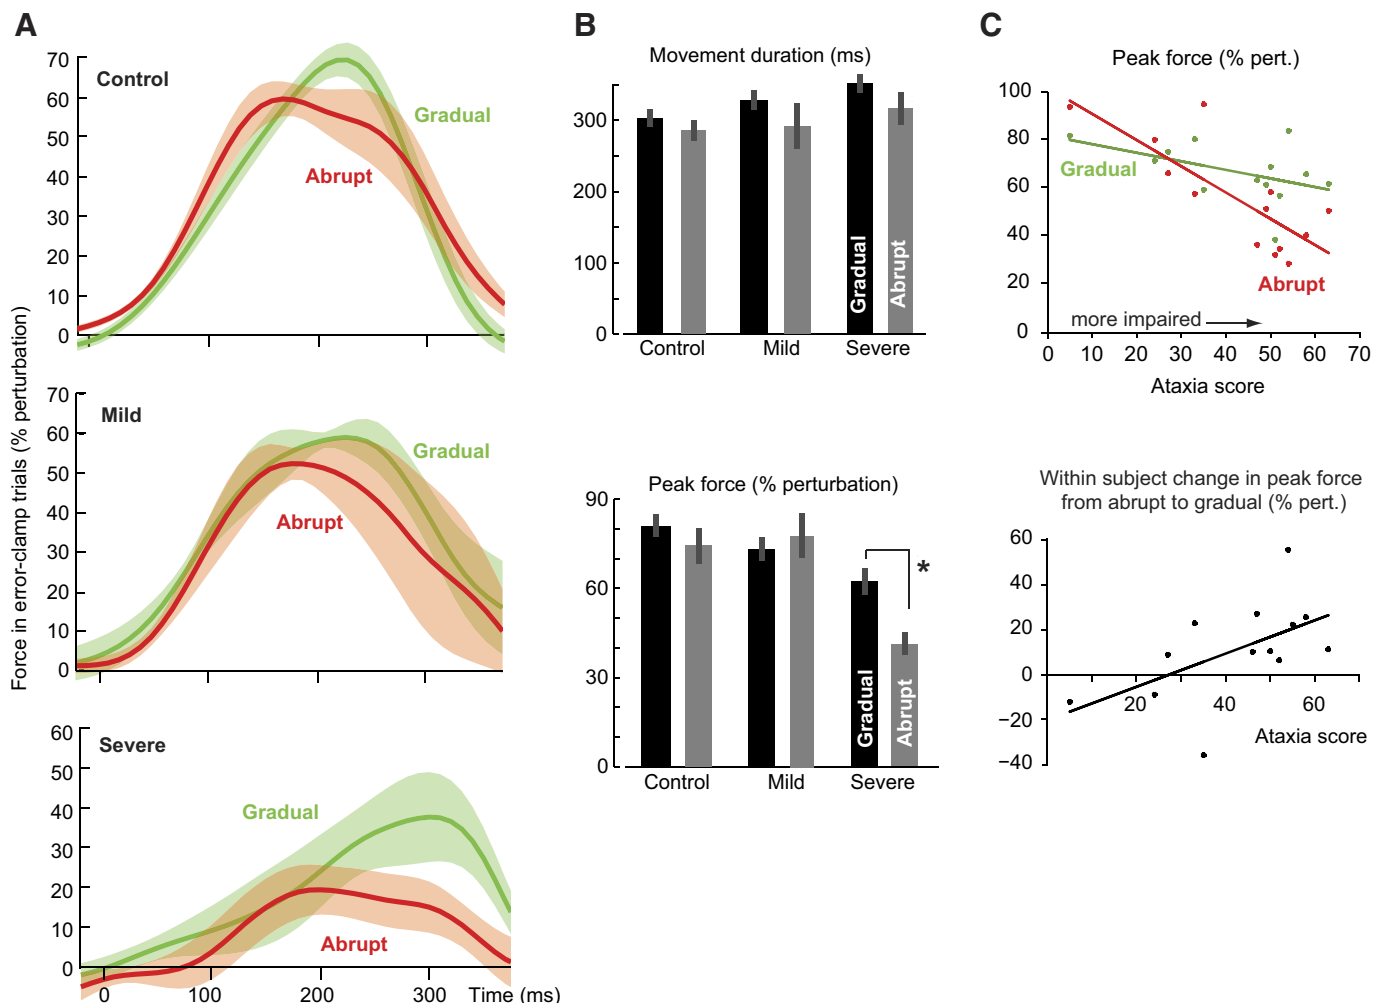 A
Force in error-clamp trials (% perturbation)
70
60
50
40
30
20
10
0
Control
Gradual
Abrupt
70
60
50
40
30
20
10
0
Mild
Gradual
Abrupt
60
50
40
30
20
10
0
Severe
Gradual
Abrupt
0 100 200 300 Time (ms)
B
Movement duration (ms)
300
200
100
0
Gradual
Abrupt
Control Mild Severe
Peak force (% perturbation)
90
60
30
0
*
Gradual
Abrupt
Control Mild Severe
C
Peak force (% pert.)
100
80
60
40
20
0
Gradual
Abrupt
more impaired
0 10 20 30 40 50 60 70
Ataxia score
Within subject change in peak force
from abrupt to gradual (% pert.)
60
40
20
0
−20
−40
20 40 60
Ataxia score